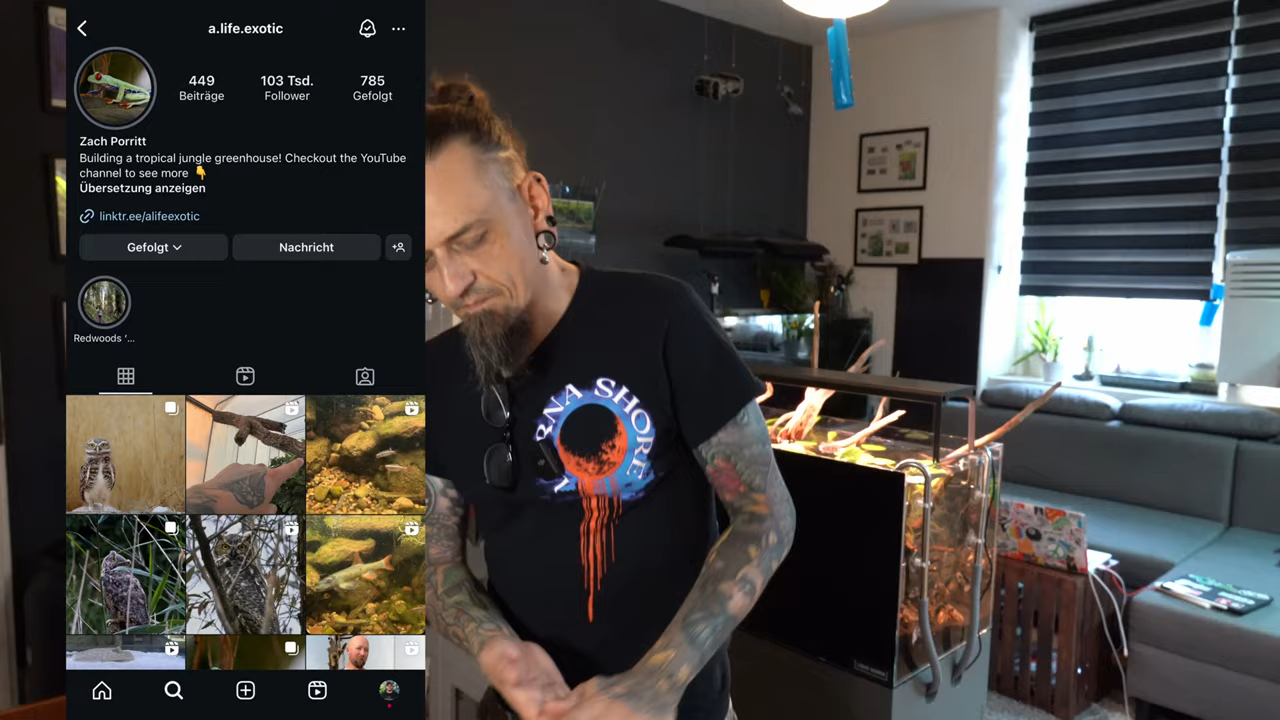 a.life.exotic
449
Beiträge
103 Tsd.
Follower
785
Gefolgt
Zach Porritt
Building a tropical jungle greenhouse! Checkout the YouTube
channel to see more 👇
Übersetzung anzeigen
linktr.ee/alifeexotic
Gefolgt
Nachricht
Redwoods '...
RNA SHORE